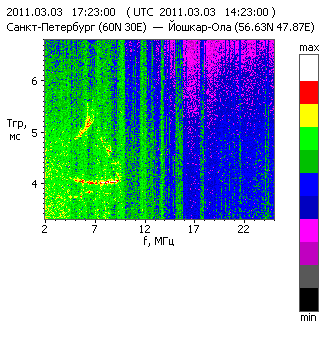 2011.03.03 17:23:00 (UTC 2011.03.03 14:23:00)
Санкт-Петербург (60N 30E) — Йошкар-Ола (56.63N 47.87E)
max
6
Тгр,
мс
5
4
2 7 12 17 22
f, МГц
min